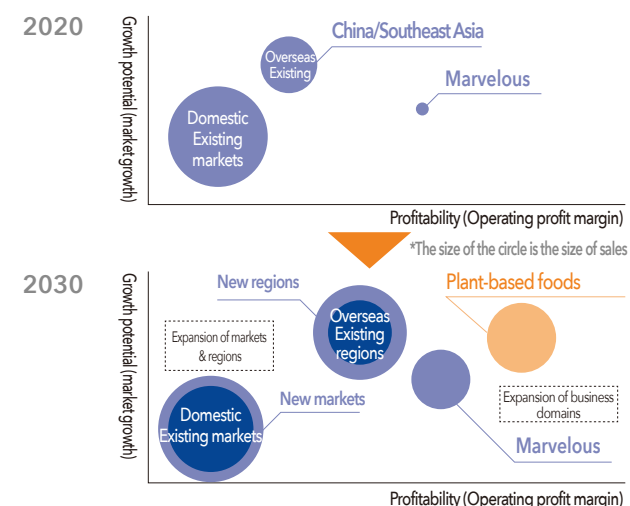 2020
Growth potential (market growth)
China/Southeast Asia
Overseas
Existing
Marvelous
Domestic
Existing
markets
Profitability (Operating profit margin)
*The size of the circle is the size of sales
2030
Growth potential (market growth)
New regions
Plant-based foods
Expansion of markets
& regions
Overseas
Existing
regions
New markets
Domestic
Existing markets
Expansion of business
domains
Marvelous
Profitability (Operating profit margin)